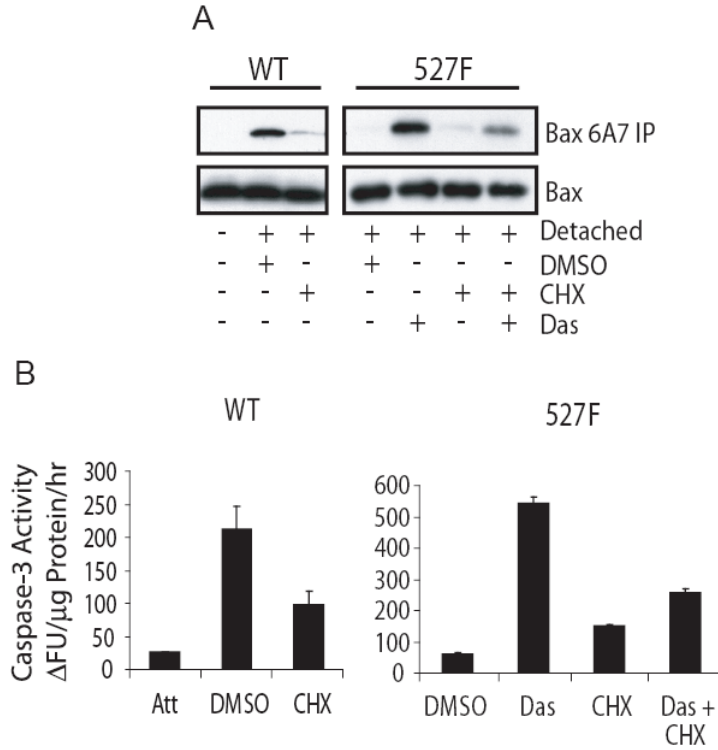 A
WT 527F
Bax 6A7 IP
Bax
- + + + + + + Detached
- + - + - - - DMSO
- - + - - + + CHX
- - - - + - + Das
B
WT 527F
Caspase-3 Activity
ΔFU/µg Protein/hr
300
250
200
150
100
50
0
Att DMSO CHX
600
500
400
300
200
100
0
DMSO Das CHX Das +
CHX